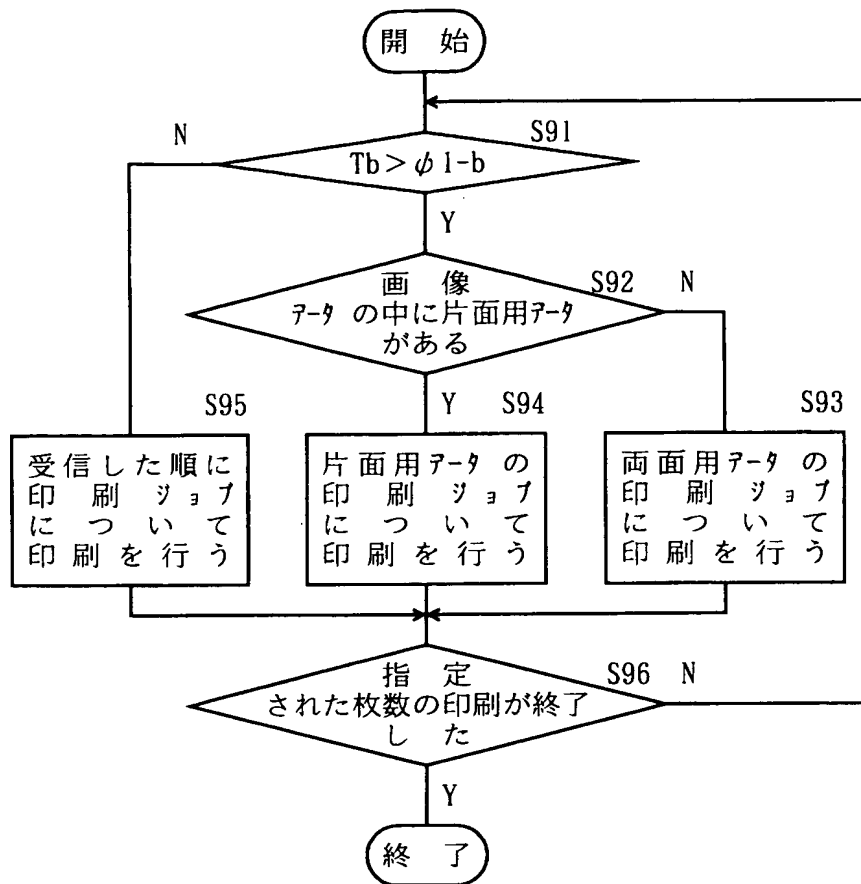 開 始
N
S91
Tb>φ1-b
Y
画 像
S92
N
データ の中に片面用データ
がある
S95
Y
S94
S93
受信した順に
印刷ジョブ
について
印刷を行う
片面用データの
印刷ジョブ
について
印刷を行う
両面用データの
印刷ジョブ
について
印刷を行う
指 定
S96
N
された枚数の印刷が終了
した
Y
終 了